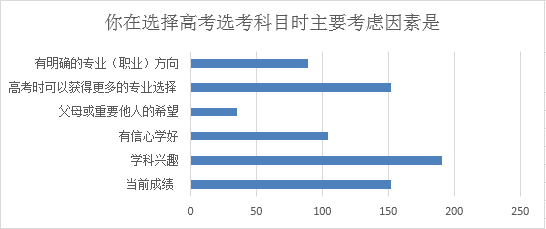 你在选择高考选考科目时主要考虑因素是
有明确的专业（职业）方向
高考时可以获得更多的专业选择
父母或重要他人的希望
有信心学好
学科兴趣
当前成绩
0 50 100 150 200 250